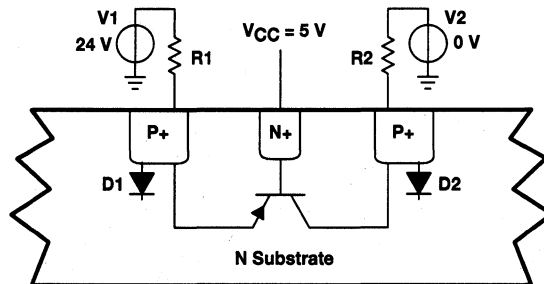 V1
24 V
R1
VCC = 5 V
R2
V2
0 V
P+
N+
P+
D1
D2
N Substrate